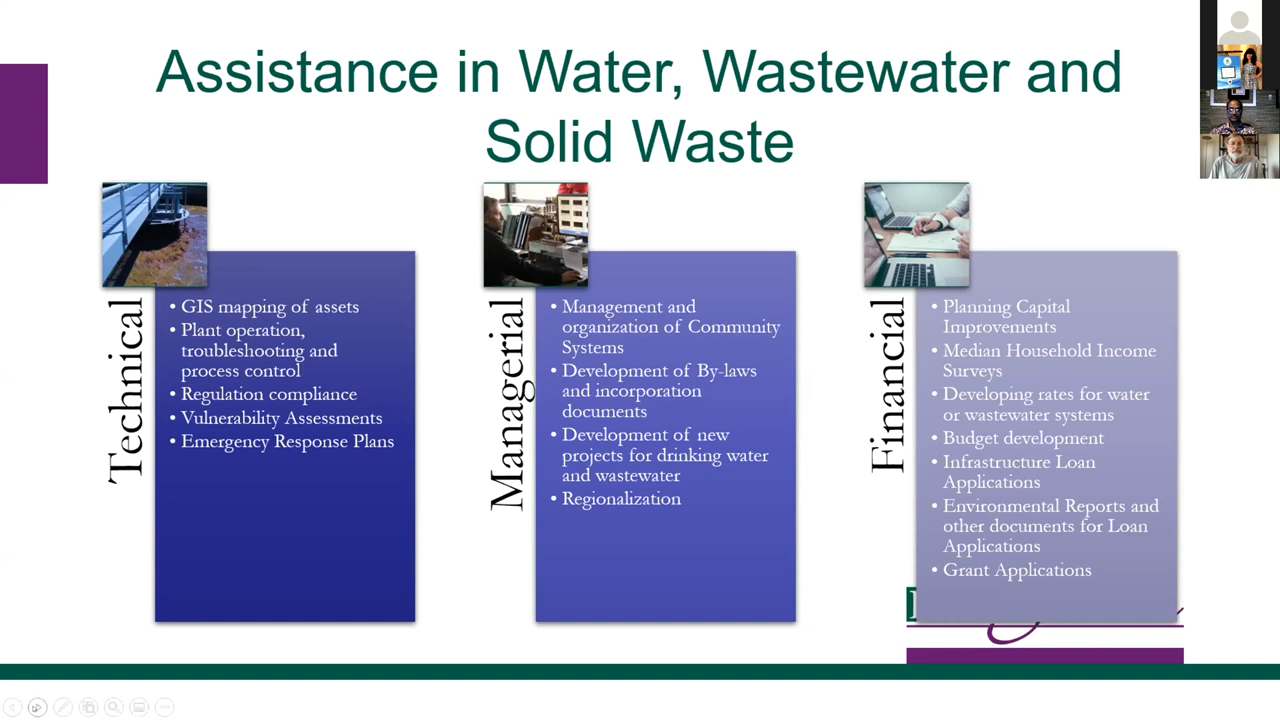 Assistance in Water, Wastewater and
Solid Waste
Technical
• GIS mapping of assets
• Plant operation,
troubleshooting and
process control
• Regulation compliance
• Vulnerability Assessments
• Emergency Response Plans
Managerial
• Management and
organization of Community
Systems
• Development of By-laws
and incorporation
documents
• Development of new
projects for drinking water
and wastewater
• Regionalization
Financial
• Planning Capital
Improvements
• Median Household Income
Surveys
• Developing rates for water
or wastewater systems
• Budget development
• Infrastructure Loan
Applications
• Environmental Reports and
other documents for Loan
Applications
• Grant Applications